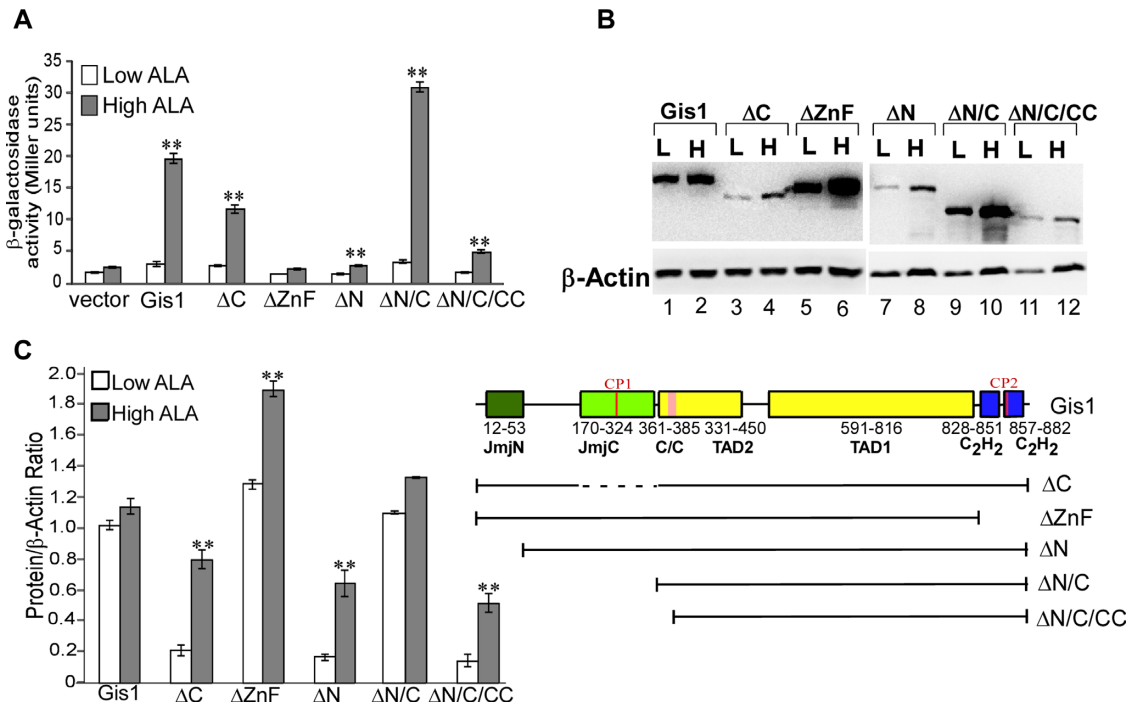 A
β-galactosidase
activity (Miller units)
35
30
25
20
15
10
5
0
Low ALA
High ALA
**
**
**
**
**
vector Gis1 ΔC ΔZnF ΔN ΔN/C ΔN/C/CC
B
Gis1 ΔC ΔZnF ΔN ΔN/C ΔN/C/CC
L H L H L H L H L H L H
β-Actin
1 2 3 4 5 6 7 8 9 10 11 12
C
Protein/β-Actin Ratio
2.0
1.8
1.6
1.4
1.2
1.0
0.8
0.6
0.4
0.2
0
Low ALA
High ALA
**
**
**
**
Gis1 ΔC ΔZnF ΔN ΔN/C ΔN/C/CC
CP1 CP2
Gis1
12-53 170-324 361-385 331-450 591-816 828-851 857-882
JmjN JmjC C/C TAD2 TAD1 C2H2 C2H2
ΔC
ΔZnF
ΔN
ΔN/C
ΔN/C/CC